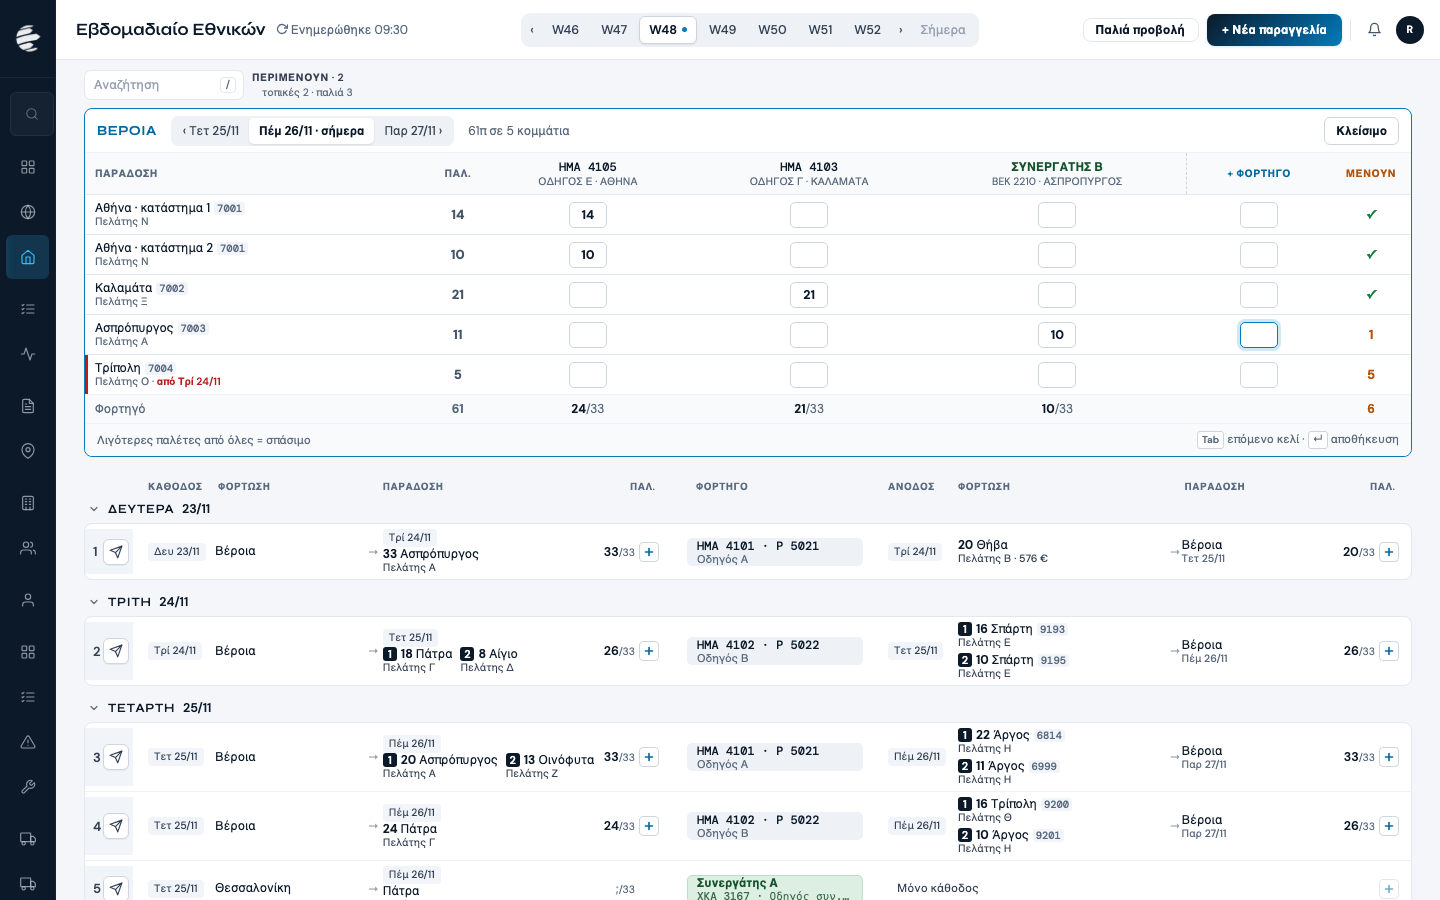 Εβδομαδιαίο Εθνικών
Ενημερώθηκε 09:30
‹ W46 W47 W48 W49 W50 W51 W52 › Σήμερα
Παλιά προβολή
+ Νέα παραγγελία
R
Αναζήτηση /
ΠΕΡΙΜΕΝΟΥΝ · 2
τοπικές 2 · παλιά 3
ΒΕΡΟΙΑ
‹ Τετ 25/11 Πέμ 26/11 · σήμερα Παρ 27/11 ›
61π σε 5 κομμάτια
Κλείσιμο
ΠΑΡΑΔΟΣΗ ΠΑΛ. ΗΜΑ 4105 ΗΜΑ 4103 ΣΥΝΕΡΓΑΤΗΣ Β + ΦΟΡΤΗΓΟ ΜΕΝΟΥΝ
ΟΔΗΓΟΣ Ε · ΑΘΗΝΑ ΟΔΗΓΟΣ Γ · ΚΑΛΑΜΑΤΑ ΒΕΚ 2210 · ΑΣΠΡΟΠΥΡΓΟΣ
Αθήνα · κατάστημα 1 7001 14 14 ✓
Πελάτης Ν
Αθήνα · κατάστημα 2 7001 10 10 ✓
Πελάτης Ν
Καλαμάτα 7002 21 21 ✓
Πελάτης Ξ
Ασπρόπυργος 7003 11 10 1
Πελάτης Α
Τρίπολη 7004 5 5
Πελάτης Ο · από Τρί 24/11
Φορτηγό 61 24/33 21/33 10/33 6
Λιγότερες παλέτες από όλες = σπάσιμο
Tab επόμενο κελί · ↵ αποθήκευση
ΚΑΘΟΔΟΣ ΦΟΡΤΩΣΗ ΠΑΡΑΔΟΣΗ ΠΑΛ. ΦΟΡΤΗΓΟ ΑΝΟΔΟΣ ΦΟΡΤΩΣΗ ΠΑΡΑΔΟΣΗ ΠΑΛ.
ΔΕΥΤΕΡΑ 23/11
1 Δευ 23/11 Βέροια → Τρί 24/11
33 Ασπρόπυργος
Πελάτης Α
33/33 +
ΗΜΑ 4101 · Ρ 5021
Οδηγός Α
Τρί 24/11
20 Θήβα
Πελάτης Β · 576 €
→ Βέροια
Τετ 25/11
20/33 +
ΤΡΙΤΗ 24/11
2 Τρί 24/11 Βέροια → Τετ 25/11
1 18 Πάτρα 2 8 Αίγιο
Πελάτης Γ Πελάτης Δ
26/33 +
ΗΜΑ 4102 · Ρ 5022
Οδηγός Β
Τετ 25/11
1 16 Σπάρτη 9193
Πελάτης Ε
2 10 Σπάρτη 9195
Πελάτης Ε
→ Βέροια
Πέμ 26/11
26/33 +
ΤΕΤΑΡΤΗ 25/11
3 Τετ 25/11 Βέροια → Πέμ 26/11
1 20 Ασπρόπυργος 2 13 Οινόφυτα
Πελάτης Α Πελάτης Ζ
33/33 +
ΗΜΑ 4101 · Ρ 5021
Οδηγός Α
Πέμ 26/11
1 22 Άργος 6814
Πελάτης Η
2 11 Άργος 6999
Πελάτης Η
→ Βέροια
Παρ 27/11
33/33 +
4 Τετ 25/11 Βέροια → Πέμ 26/11
24 Πάτρα
Πελάτης Γ
24/33 +
ΗΜΑ 4102 · Ρ 5022
Οδηγός Β
Πέμ 26/11
1 16 Τρίπολη 9200
Πελάτης Θ
2 10 Άργος 9201
Πελάτης Η
→ Βέροια
Παρ 27/11
26/33 +
5 Τετ 25/11 Θεσσαλονίκη → Πέμ 26/11
Πάτρα
;/33
Συνεργάτης Α
ΧΚΑ 3167 · Οδηγός συν.…
Μόνο κάθοδος
+